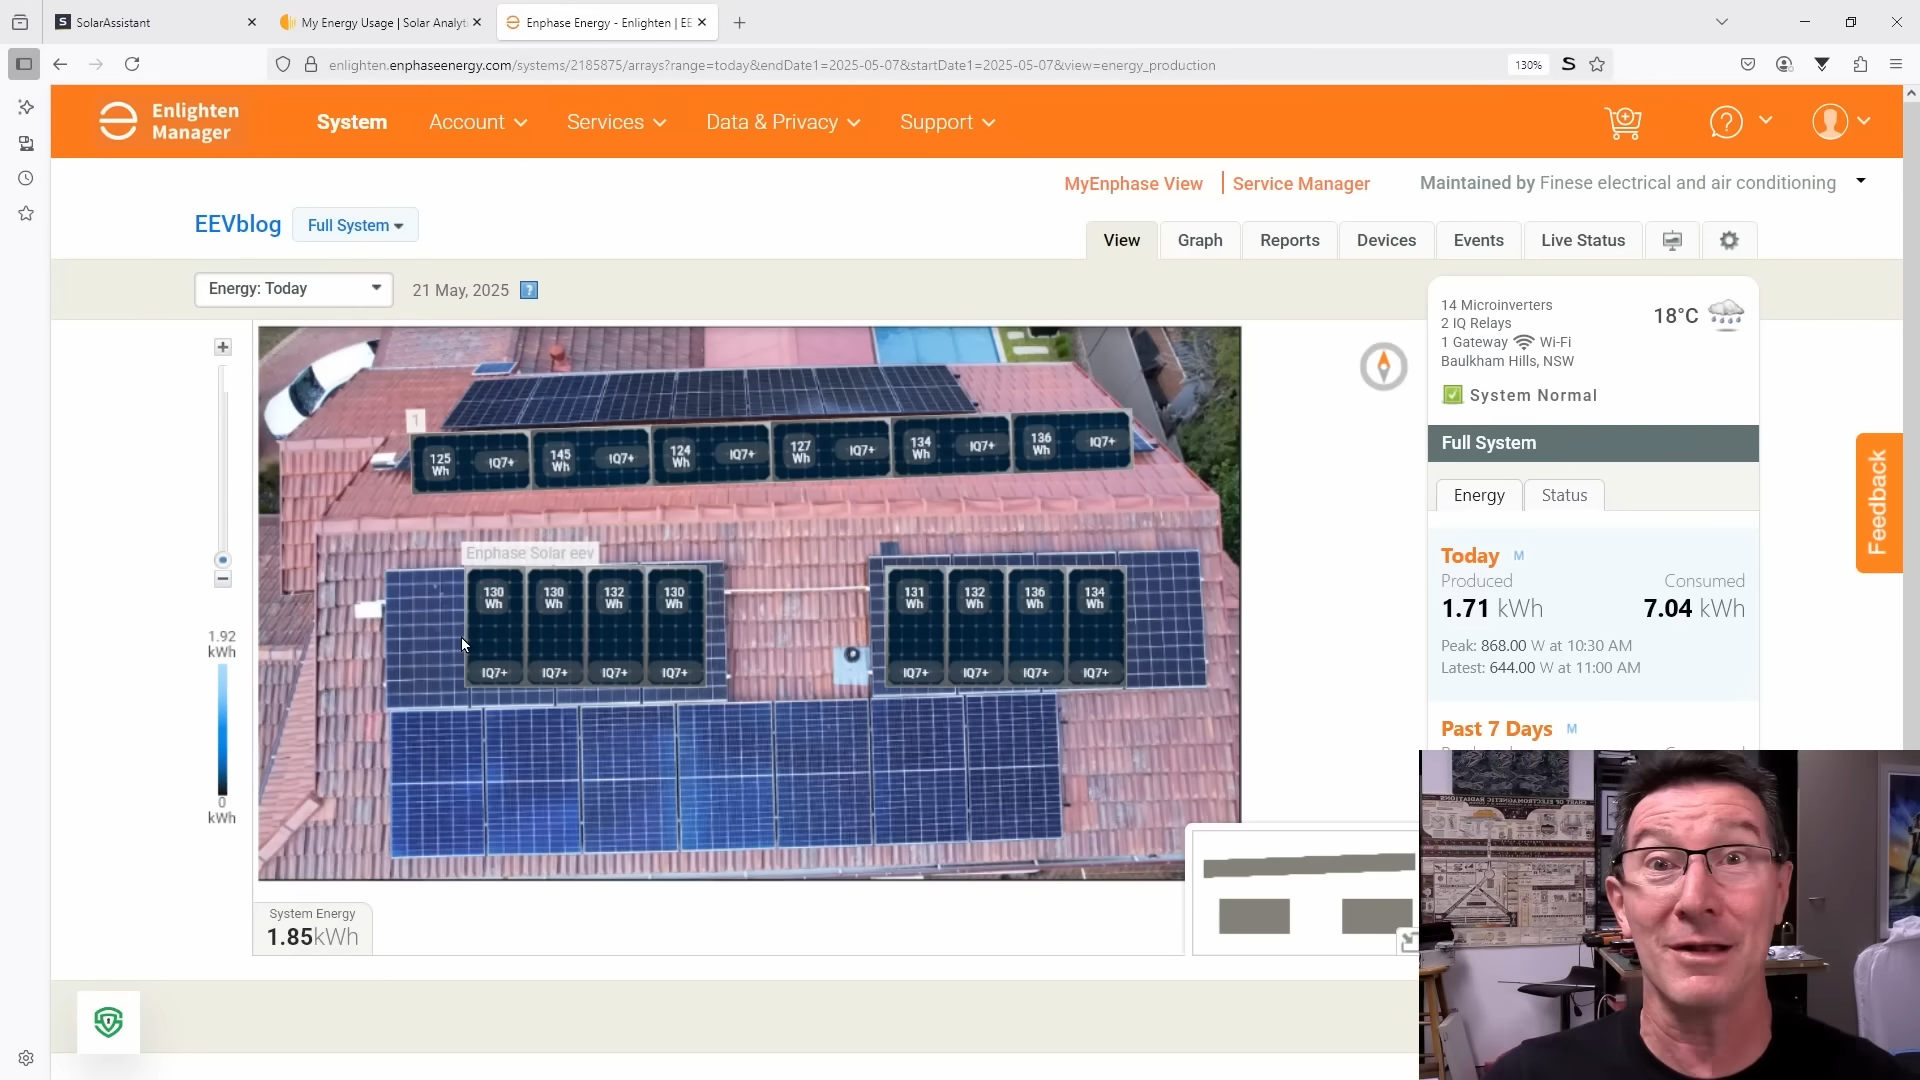 SolarAssistant
My Energy Usage | Solar Analyt
Enphase Energy - Enlighten | EE
enlighten.enphaseenergy.com/systems/2185875/arrays?range=today&endDate1=2025-05-07&startDate1=2025-05-07&view=energy_production
130%
S
Enlighten
Manager
System
Account
Services
Data & Privacy
Support
MyEnphase View
Service Manager
Maintained by Finese electrical and air conditioning
EEVblog
Full System
View
Graph
Reports
Devices
Events
Live Status
Energy: Today
21 May, 2025
?
14 Microinverters
2 IQ Relays
1 Gateway Wi-Fi
Baulkham Hills, NSW
18°C
System Normal
Full System
Energy
Status
Today M
Produced
Consumed
1.71 kWh
7.04 kWh
Peak: 868.00 W at 10:30 AM
Latest: 644.00 W at 11:00 AM
Past 7 Days M
Feedback
1
125
Wh
IQ7+
145
Wh
IQ7+
124
Wh
IQ7+
127
Wh
IQ7+
134
Wh
IQ7+
136
Wh
IQ7+
Enphase Solar eev
130
Wh
130
Wh
132
Wh
130
Wh
131
Wh
132
Wh
136
Wh
134
Wh
IQ7+
IQ7+
IQ7+
IQ7+
IQ7+
IQ7+
IQ7+
IQ7+
1.92
kWh
0
kWh
System Energy
1.85kWh